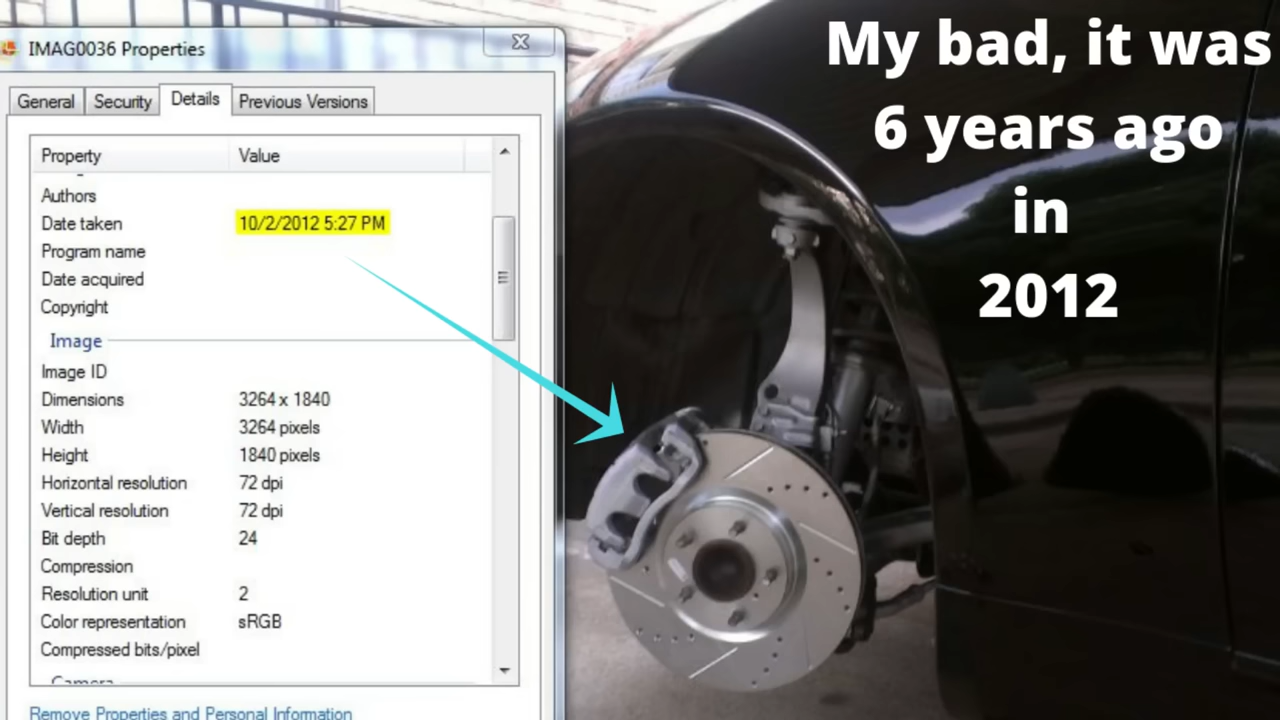 IMAG0036 Properties
General Security Details Previous Versions
Property Value
Authors
Date taken 10/2/2012 5:27 PM
Program name
Date acquired
Copyright
Image
Image ID
Dimensions 3264 x 1840
Width 3264 pixels
Height 1840 pixels
Horizontal resolution 72 dpi
Vertical resolution 72 dpi
Bit depth 24
Compression
Resolution unit 2
Color representation sRGB
Compressed bits/pixel
Camera
Remove Properties and Personal Information
My bad, it was
6 years ago
in
2012